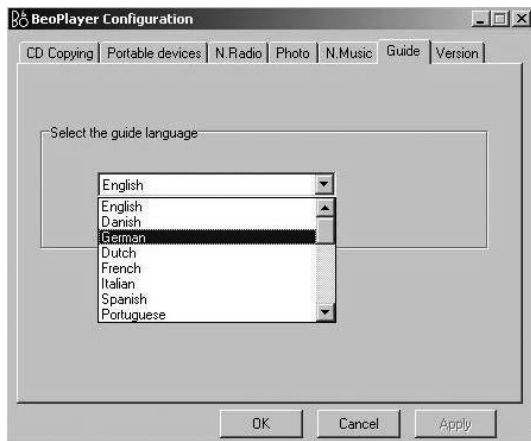 BeoPlayer Configuration
CD Copying Portable devices N.Radio Photo N.Music Guide Version
Select the guide language
English
English
Danish
German
Dutch
French
Italian
Spanish
Portuguese
OK Cancel Apply